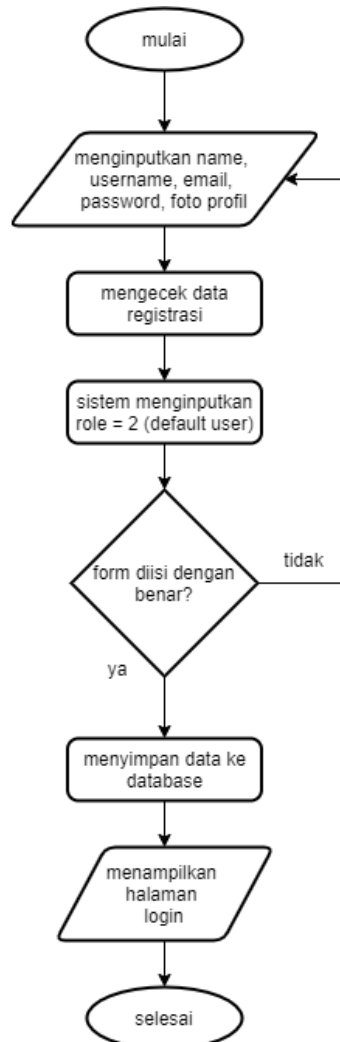 mulai
menginputkan name,
username, email,
password, foto profil
mengecek data
registrasi
sistem menginputkan
role = 2 (default user)
form diisi dengan
benar?
tidak
ya
menyimpan data ke
database
menampilkan
halaman
login
selesai